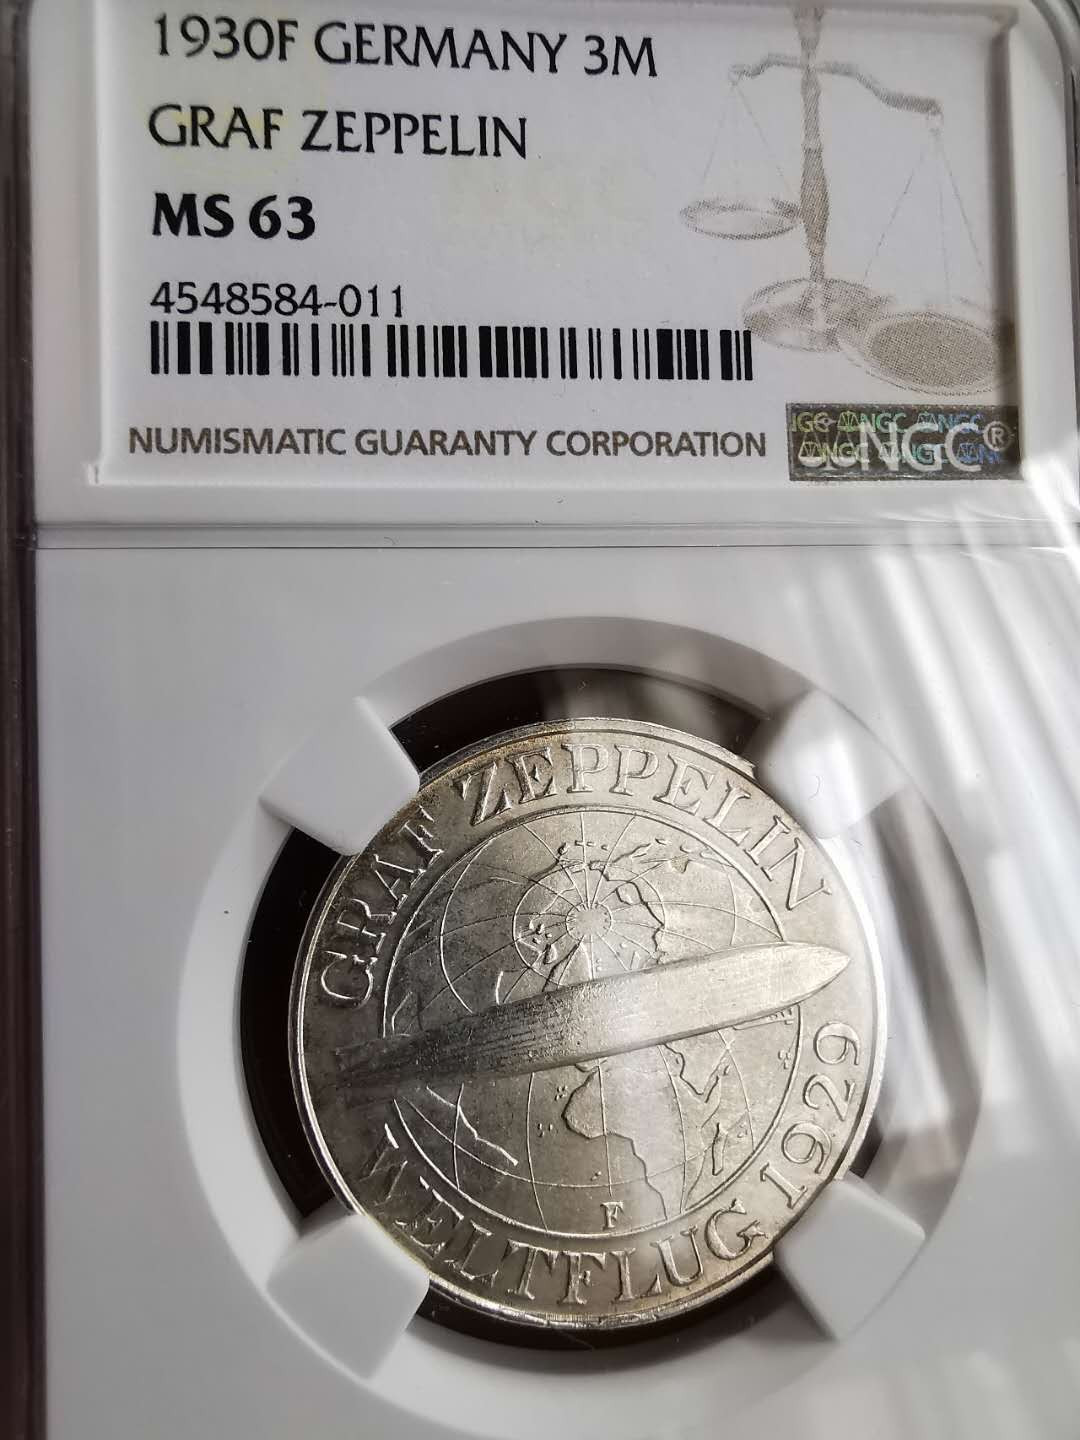 1930F GERMANY 3M
GRAF ZEPPELIN
MS 63
4548584-011
NUMISMATIC GUARANTY CORPORATION
NGC®
GRAF ZEPPELIN
WELTFLUG 1929
F